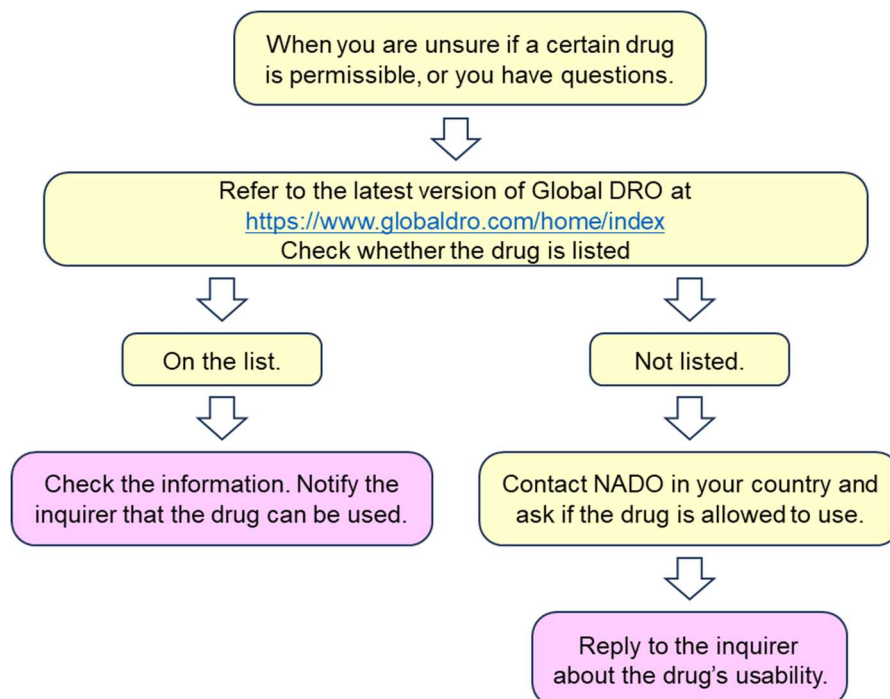 When you are unsure if a certain drug
is permissible, or you have questions.
Refer to the latest version of Global DRO at
https://www.globaldro.com/home/index
Check whether the drug is listed
On the list.
Not listed.
Check the information. Notify the
inquirer that the drug can be used.
Contact NADO in your country and
ask if the drug is allowed to use.
Reply to the inquirer
about the drug’s usability.